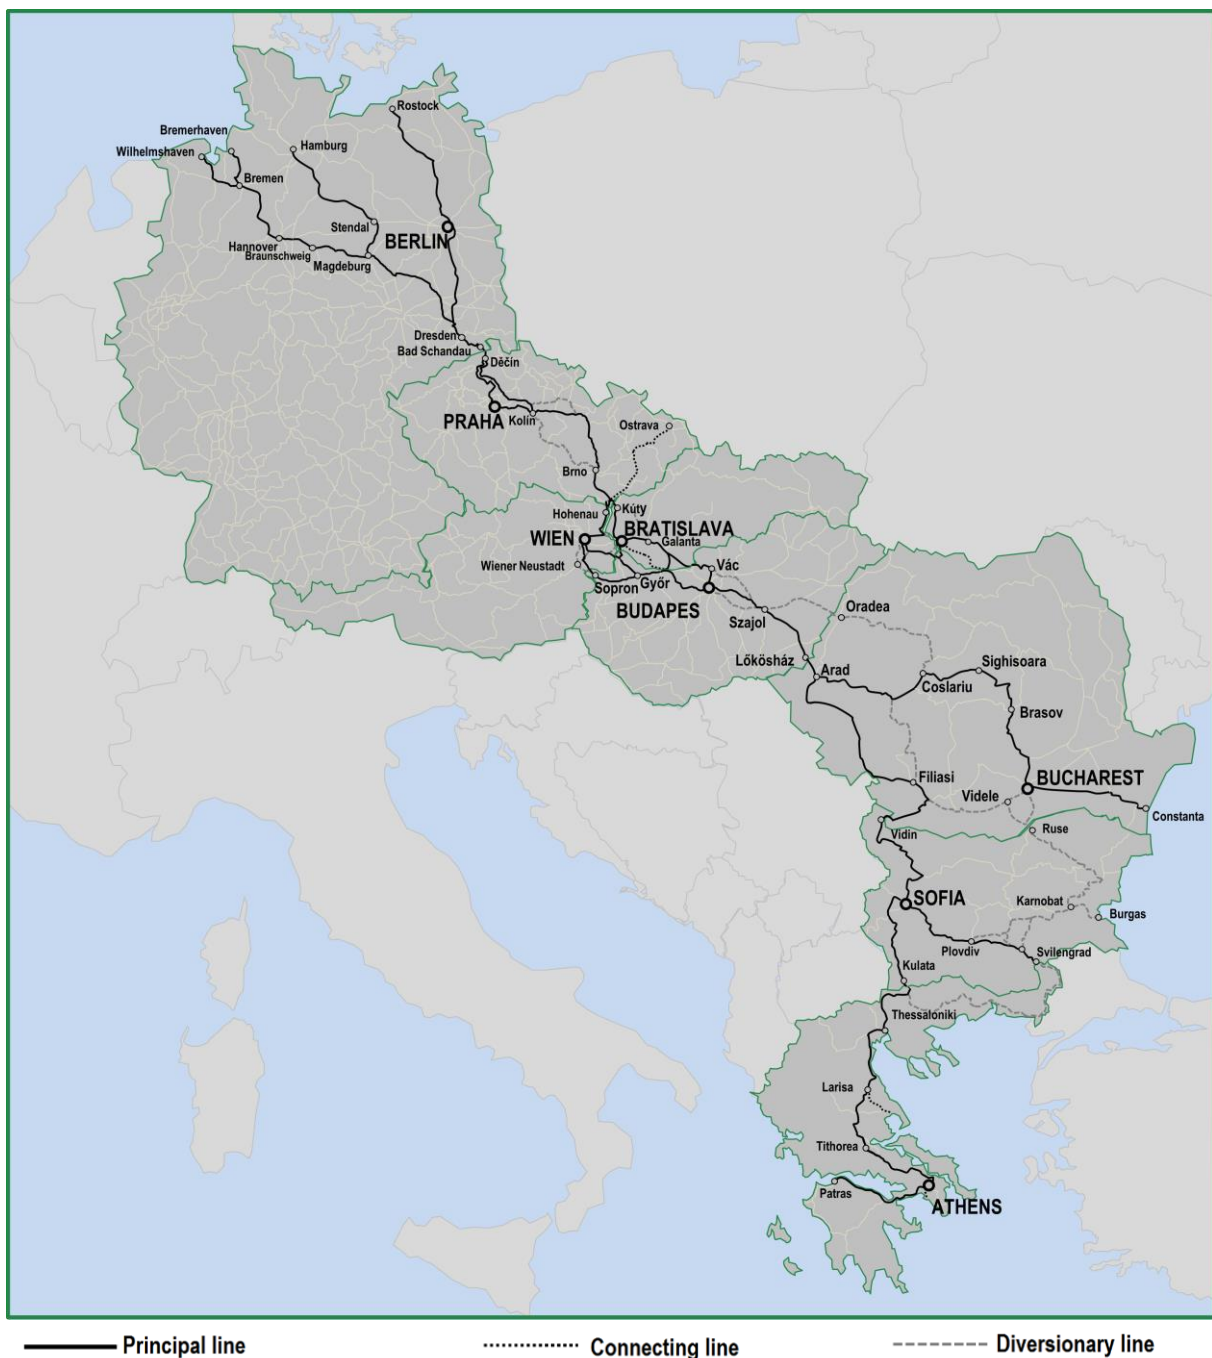 Rostock
Bremerhaven
Hamburg
Wilhelmshaven
Bremen
Stendal
BERLIN
Hannover
Braunschweig
Magdeburg
Dresden
Bad Schandau
Děčín
PRAHA
Kolín
Ostrava
Brno
Hohenau
Kúty
WIEN
BRATISLAVA
Galanta
Wiener Neustadt
Vác
Sopron
Győr
BUDAPES
Oradea
Szajol
Lőkösház
Arad
Coslariu
Sighisoara
Brasov
Filiasi
Videle
BUCHAREST
Constanta
Vidin
Ruse
SOFIA
Karnobat
Burgas
Plovdiv
Svilengrad
Kulata
Thessaloniki
Larisa
Tithorea
Patras
ATHENS
Principal line
Connecting line
Diversionary line